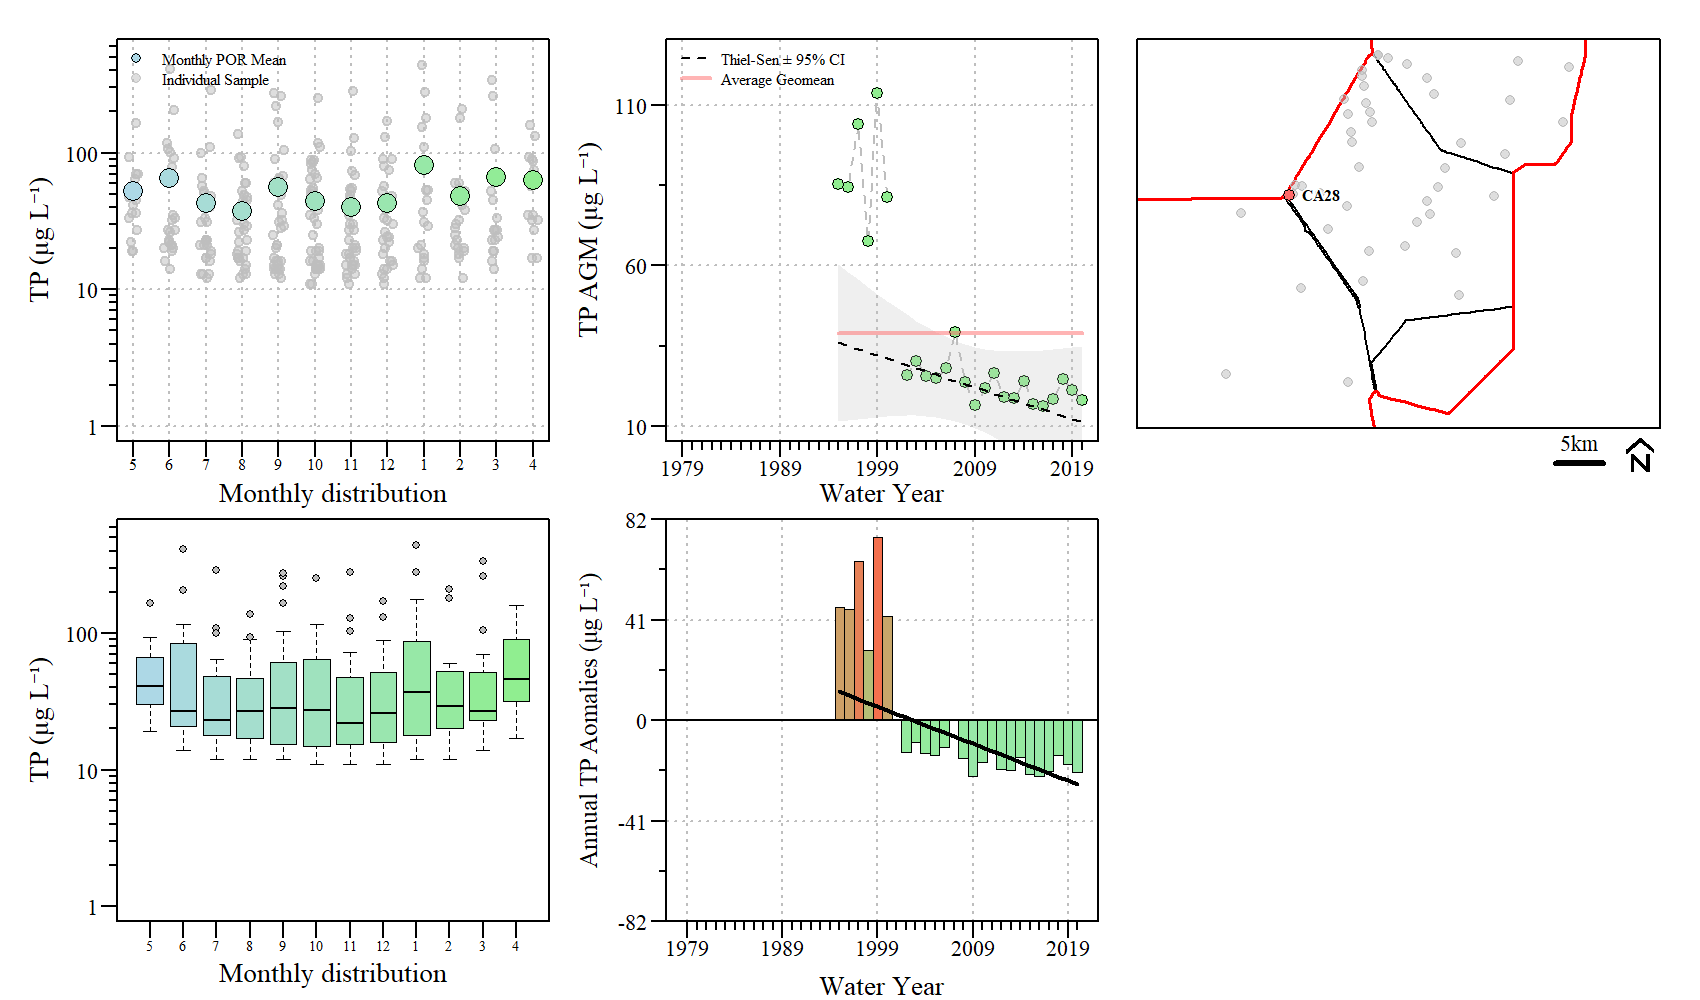 TP (µg L⁻¹)
100
10
1
Monthly POR Mean
Individual Sample
5 6 7 8 9 10 11 12 1 2 3 4
Monthly distribution
TP AGM (µg L⁻¹)
110
60
10
Thiel-Sen ± 95% CI
Average Geomean
1979 1989 1999 2009 2019
Water Year
CA28
5km
N
TP (µg L⁻¹)
100
10
1
5 6 7 8 9 10 11 12 1 2 3 4
Monthly distribution
Annual TP Aomalies (µg L⁻¹)
82
41
0
-41
-82
1979 1989 1999 2009 2019
Water Year